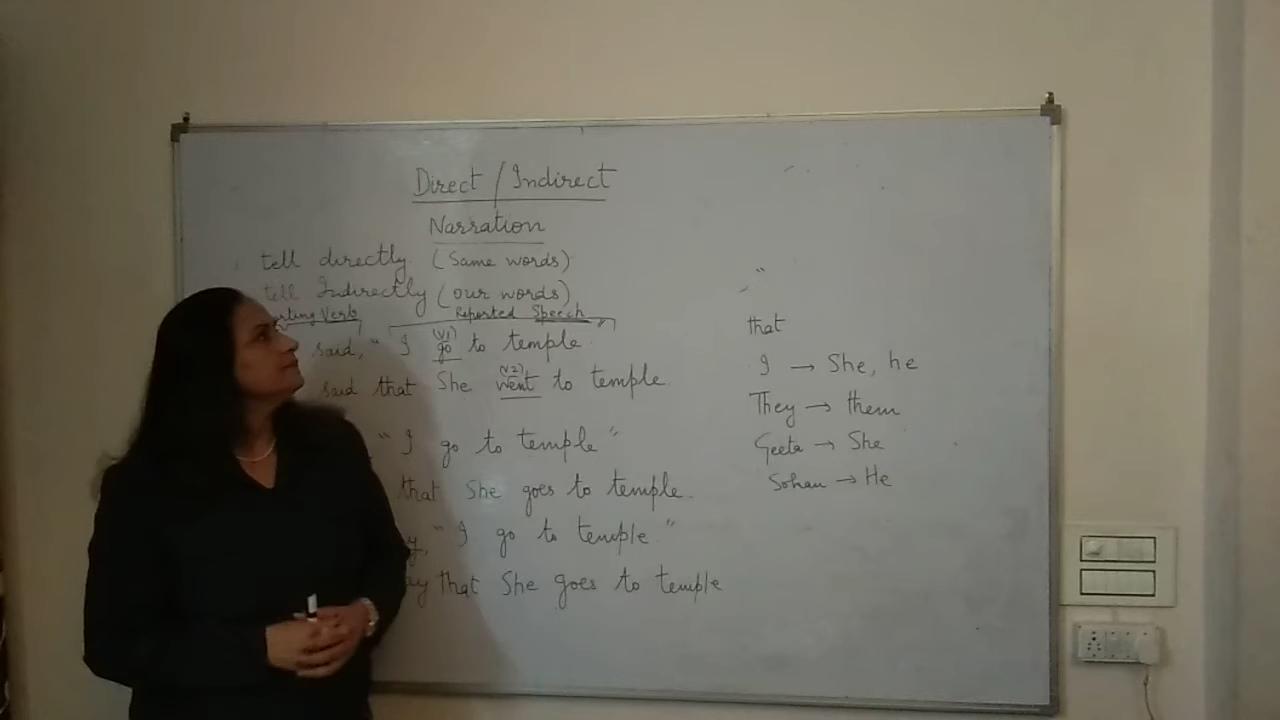 Direct / Indirect
Narration
tell directly (Same words)
tell Indirectly (our words)
Reported Speech
Verb
said, " I go to temple "
(V1)
said that She went to temple.
(V2)
" I go to temple "
that She goes to temple.
" I go to temple "
that She goes to temple
"
that
I → She, he
They → them
Geeta → She
Sohan → He